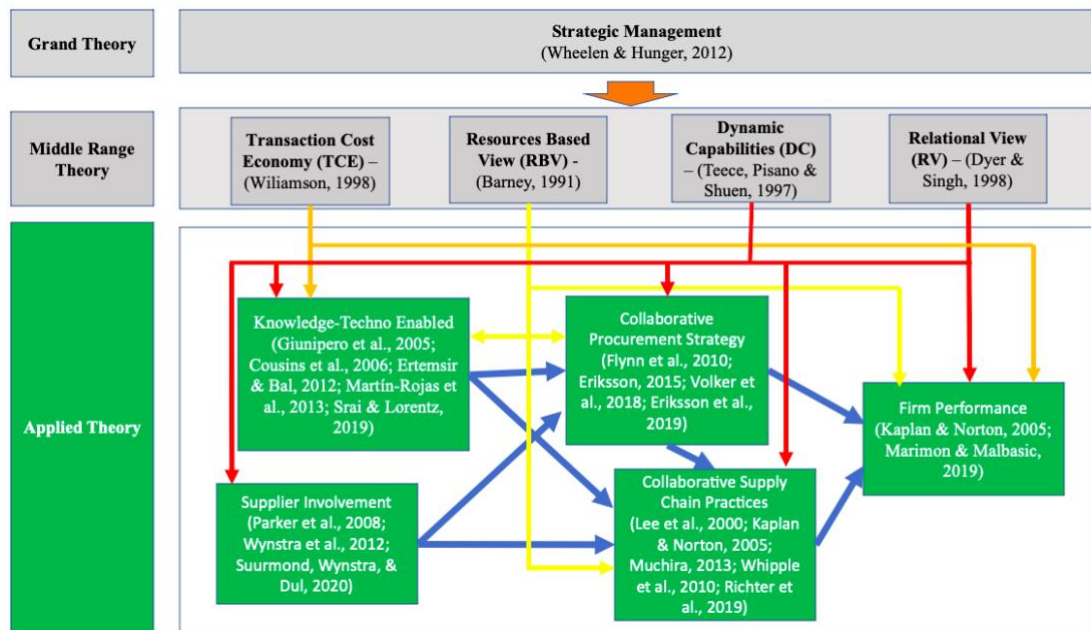 Grand Theory
Strategic Management
(Wheelen & Hunger, 2012)
Middle Range
Theory
Transaction Cost
Economy (TCE) –
(Wiliamson, 1998)
Resources Based
View (RBV) -
(Barney, 1991)
Dynamic
Capabilities (DC)
– (Teece, Pisano &
Shuen, 1997)
Relational View
(RV) – (Dyer &
Singh, 1998)
Applied Theory
Knowledge-Techno Enabled
(Giunipero et al., 2005;
Cousins et al., 2006; Ertemsir
& Bal, 2012; Martín-Rojas
et al., 2013; Srai & Lorentz,
2019)
Collaborative
Procurement Strategy
(Flynn et al., 2010;
Eriksson, 2015; Volker
et al., 2018; Eriksson et
al., 2019)
Firm Performance
(Kaplan & Norton, 2005;
Marimon & Malbasic,
2019)
Supplier Involvement
(Parker et al., 2008;
Wynstra et al., 2012;
Suurmond, Wynstra, &
Dul, 2020)
Collaborative Supply
Chain Practices
(Lee et al., 2000; Kaplan
& Norton, 2005;
Muchira, 2013; Whipple
et al., 2010; Richter et
al., 2019)